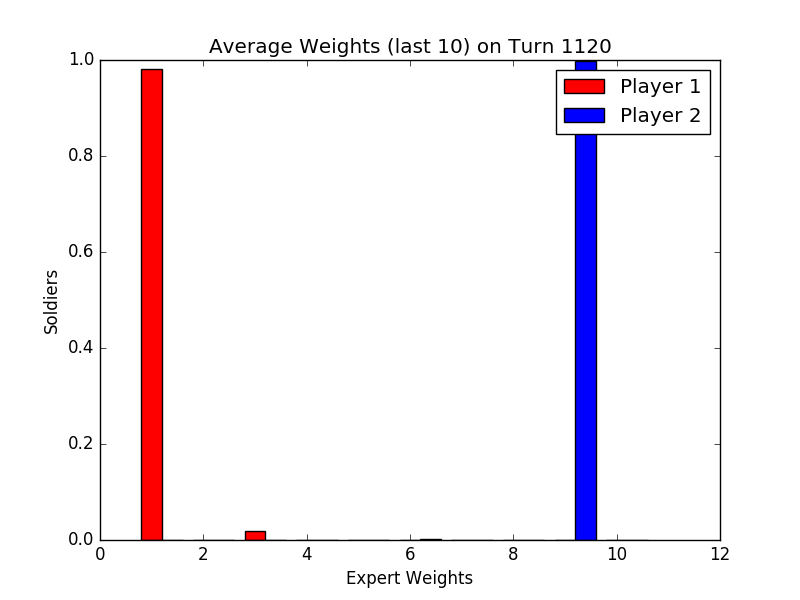 Average Weights (last 10) on Turn 1120
Player 1
Player 2
1.0
0.8
0.6
0.4
0.2
0.0
Soldiers
0 2 4 6 8 10 12
Expert Weights